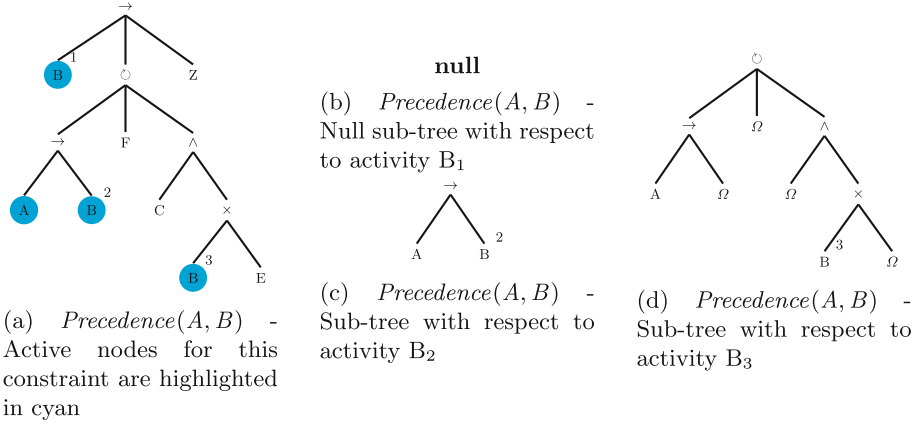 →
B 1
↻ Z
→ F ∧
A B 2 C ×
B 3 E
(a) Precedence(A, B) -
Active nodes for this
constraint are highlighted
in cyan
null
(b) Precedence(A, B) -
Null sub-tree with respect
to activity B₁
→
A B 2
(c) Precedence(A, B) -
Sub-tree with respect to
activity B₂
↻
→ Ω ∧
A Ω Ω ×
B 3 Ω
(d) Precedence(A, B) -
Sub-tree with respect to
activity B₃